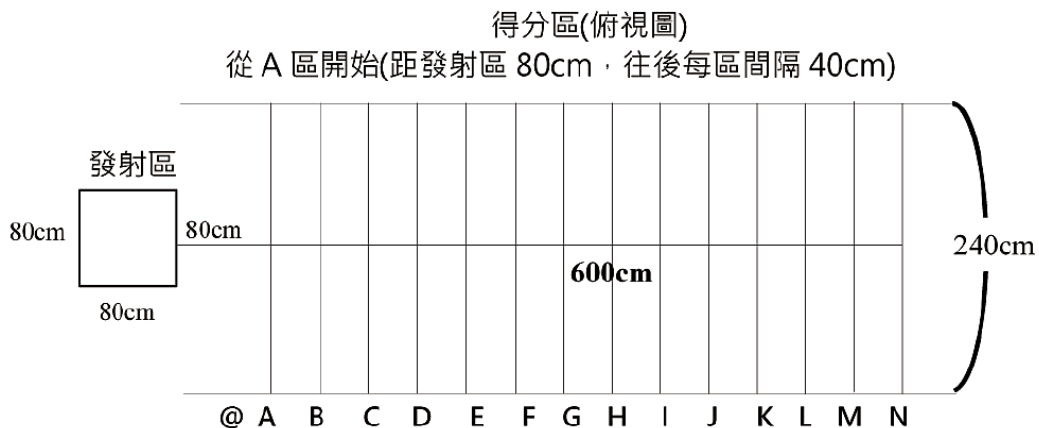 得分區(俯視圖)
從 A 區開始(距發射區 80cm，往後每區間隔 40cm)
發射區
80cm
80cm
80cm
600cm
240cm
@ A B C D E F G H I J K L M N